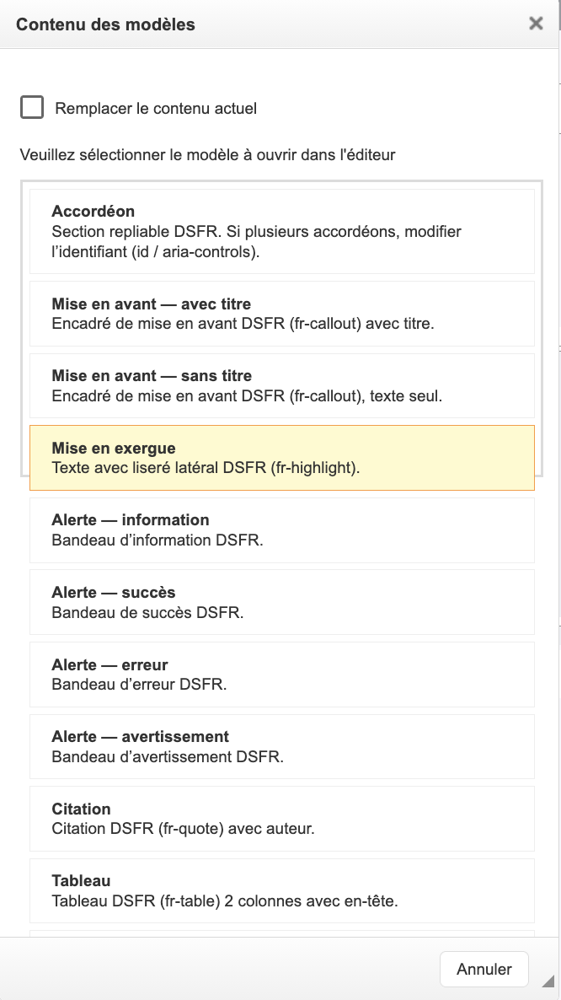 Contenu des modèles
Remplacer le contenu actuel
Veuillez sélectionner le modèle à ouvrir dans l'éditeur
Accordéon
Section repliable DSFR. Si plusieurs accordéons, modifier
l’identifiant (id / aria-controls).
Mise en avant — avec titre
Encadré de mise en avant DSFR (fr-callout) avec titre.
Mise en avant — sans titre
Encadré de mise en avant DSFR (fr-callout), texte seul.
Mise en exergue
Texte avec liseré latéral DSFR (fr-highlight).
Alerte — information
Bandeau d’information DSFR.
Alerte — succès
Bandeau de succès DSFR.
Alerte — erreur
Bandeau d’erreur DSFR.
Alerte — avertissement
Bandeau d’avertissement DSFR.
Citation
Citation DSFR (fr-quote) avec auteur.
Tableau
Tableau DSFR (fr-table) 2 colonnes avec en-tête.
Annuler